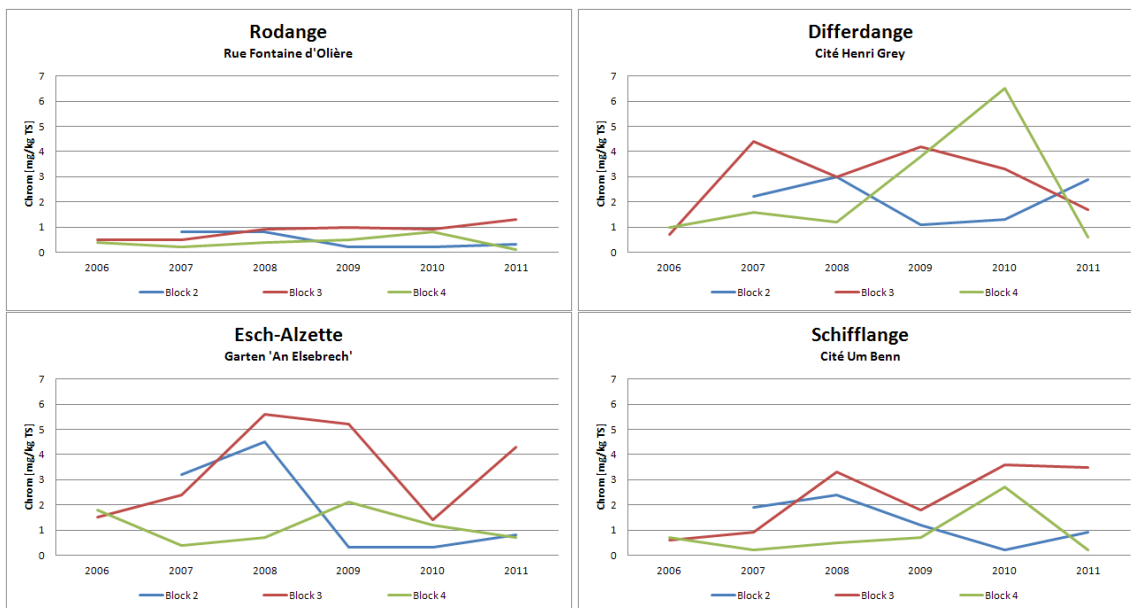 Rodange
Rue Fontaine d'Olière
Chrom [mg/kg TS]
7
6
5
4
3
2
1
0
2006 2007 2008 2009 2010 2011
Block 2 Block 3 Block 4
Differdange
Cité Henri Grey
Chrom [mg/kg TS]
7
6
5
4
3
2
1
0
2006 2007 2008 2009 2010 2011
Block 2 Block 3 Block 4
Esch-Alzette
Garten 'An Elsebrech'
Chrom [mg/kg TS]
7
6
5
4
3
2
1
0
2006 2007 2008 2009 2010 2011
Block 2 Block 3 Block 4
Schifflange
Cité Um Benn
Chrom [mg/kg TS]
7
6
5
4
3
2
1
0
2006 2007 2008 2009 2010 2011
Block 2 Block 3 Block 4